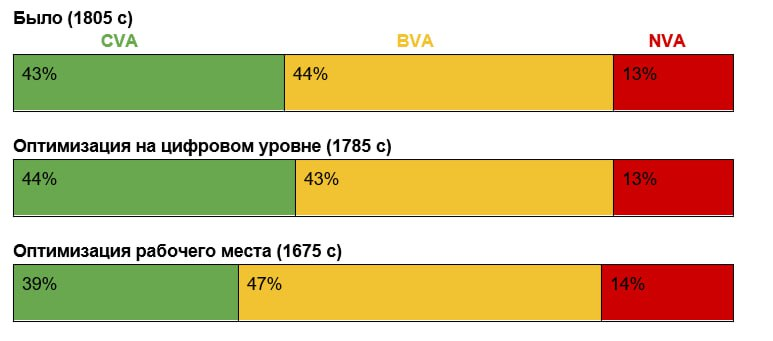 Было (1805 с)
CVA BVA NVA
43% 44% 13%
Оптимизация на цифровом уровне (1785 с)
44% 43% 13%
Оптимизация рабочего места (1675 с)
39% 47% 14%